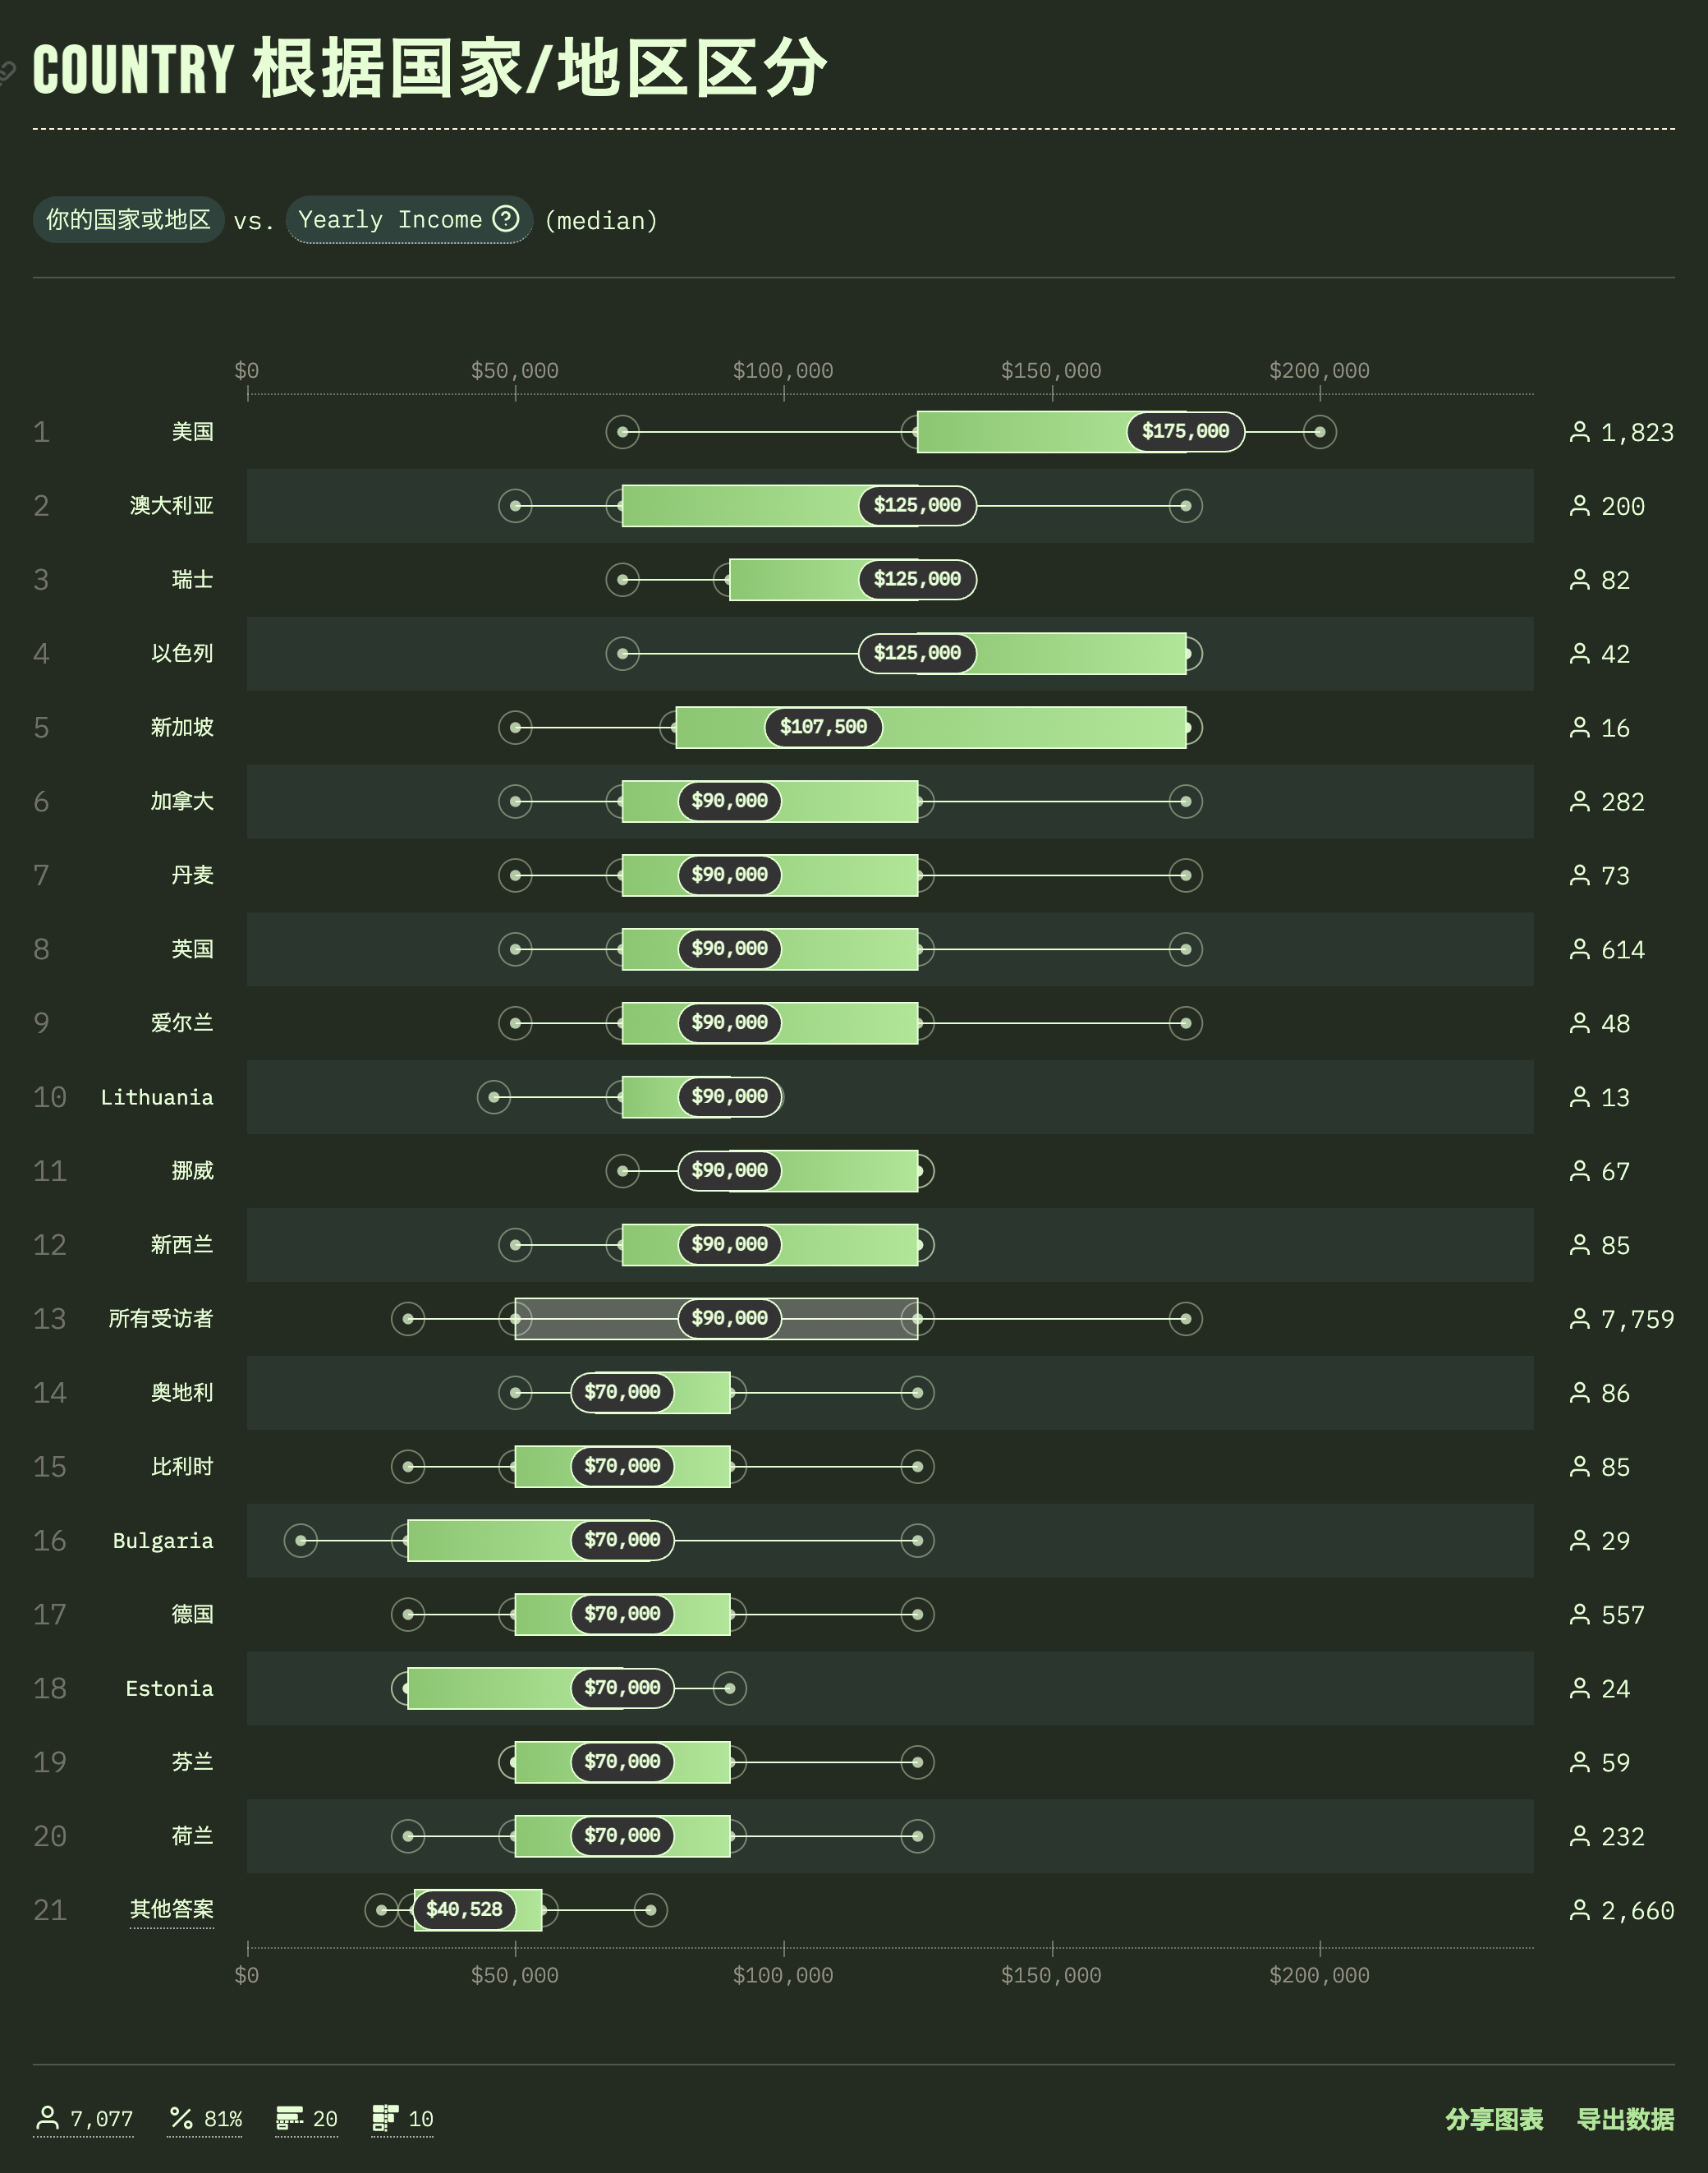 COUNTRY 根据国家/地区区分
你的国家或地区 vs. Yearly Income ? (median)
$0 $50,000 $100,000 $150,000 $200,000
1 美国 $175,000 1,823
2 澳大利亚 $125,000 200
3 瑞士 $125,000 82
4 以色列 $125,000 42
5 新加坡 $107,500 16
6 加拿大 $90,000 282
7 丹麦 $90,000 73
8 英国 $90,000 614
9 爱尔兰 $90,000 48
10 Lithuania $90,000 13
11 挪威 $90,000 67
12 新西兰 $90,000 85
13 所有受访者 $90,000 7,759
14 奥地利 $70,000 86
15 比利时 $70,000 85
16 Bulgaria $70,000 29
17 德国 $70,000 557
18 Estonia $70,000 24
19 芬兰 $70,000 59
20 荷兰 $70,000 232
21 其他答案 $40,528 2,660
$0 $50,000 $100,000 $150,000 $200,000
7,077 % 81% 20 10 分享图表 导出数据